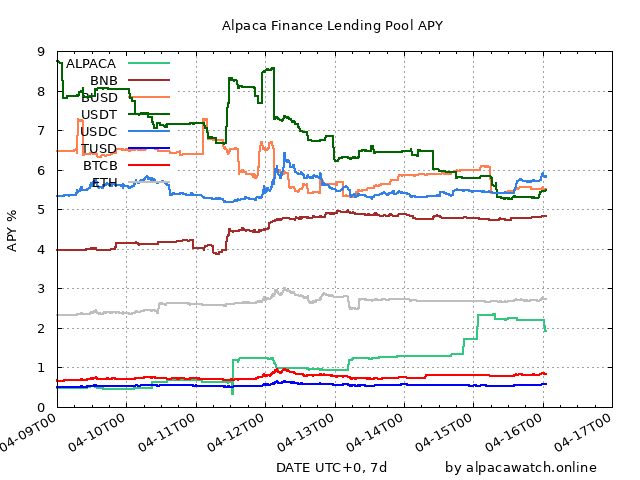 Alpaca Finance Lending Pool APY
9
8
7
6
5
4
3
2
1
0
APY %
ALPACA
BNB
BUSD
USDT
USDC
TUSD
BTCB
ETH
04-09T00
04-10T00
04-11T00
04-12T00
04-13T00
04-14T00
04-15T00
04-16T00
04-17T00
DATE UTC+0, 7d
by alpacawatch.online